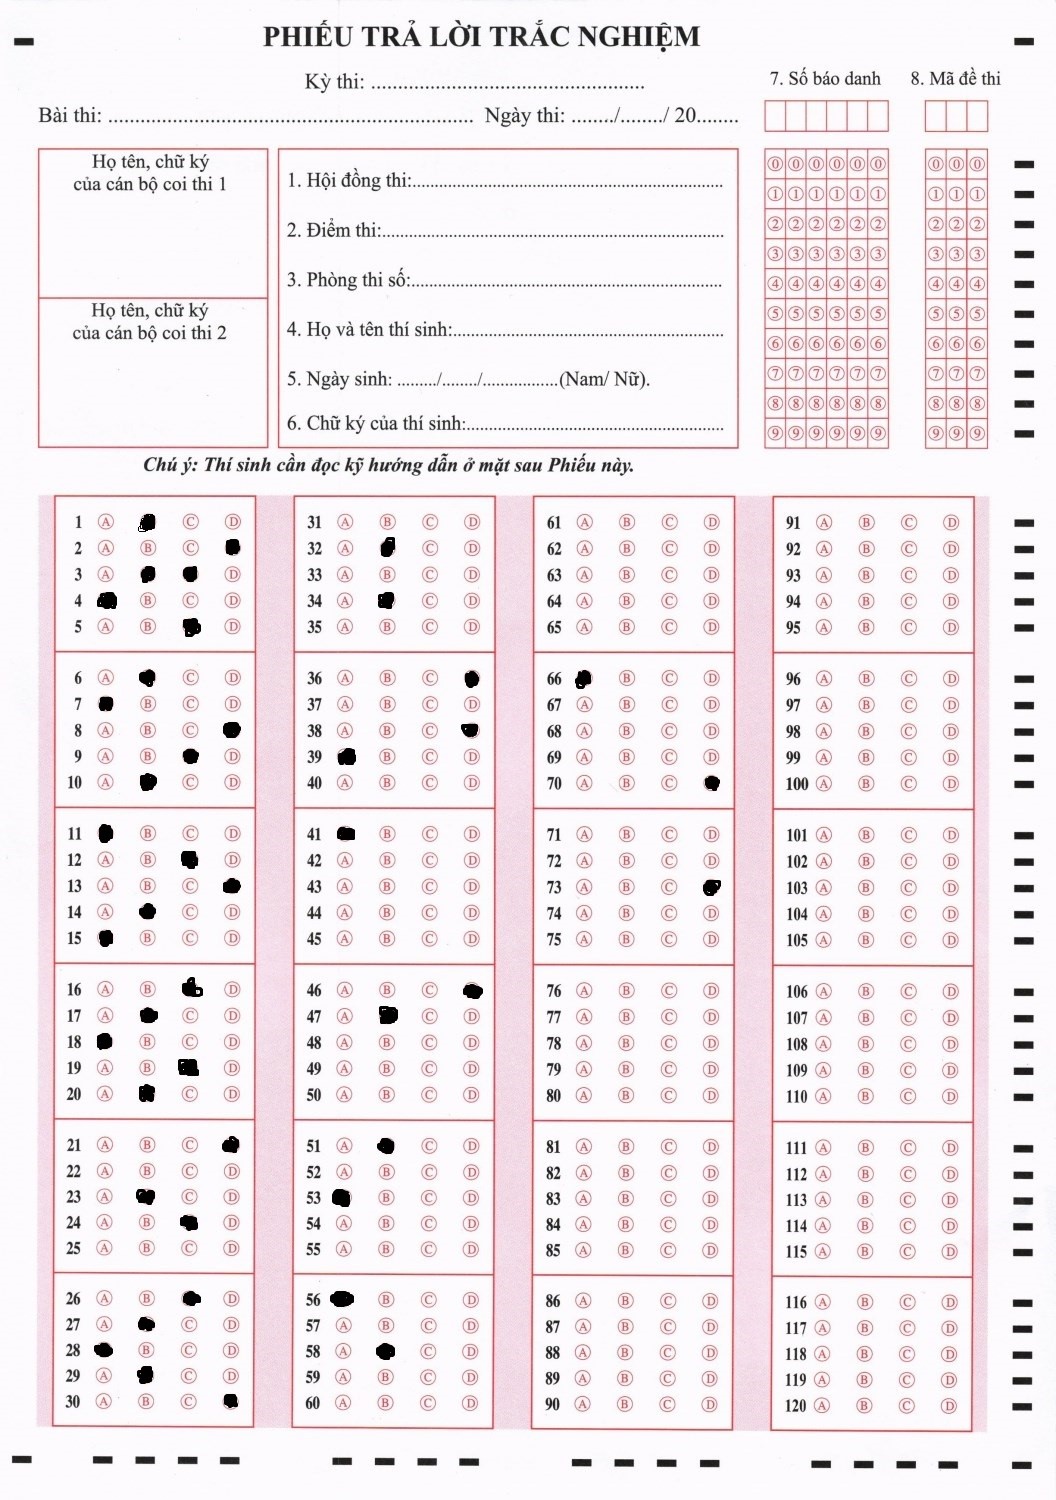 PHIẾU TRẢ LỜI TRẮC NGHIỆM
Kỳ thi: ....................................................
Bài thi: .................................................................... Ngày thi: ......../......../ 20........
7. Số báo danh
0 0 0 0 0 0
1 1 1 1 1 1
2 2 2 2 2 2
3 3 3 3 3 3
4 4 4 4 4 4
5 5 5 5 5 5
6 6 6 6 6 6
7 7 7 7 7 7
8 8 8 8 8 8
9 9 9 9 9 9
8. Mã đề thi
0 0 0
1 1 1
2 2 2
3 3 3
4 4 4
5 5 5
6 6 6
7 7 7
8 8 8
9 9 9
Họ tên, chữ ký
của cán bộ coi thi 1
Họ tên, chữ ký
của cán bộ coi thi 2
1. Hội đồng thi:..............................................................
2. Điểm thi:....................................................................
3. Phòng thi số:..............................................................
4. Họ và tên thí sinh:......................................................
5. Ngày sinh: ......../......../................(Nam/ Nữ).
6. Chữ ký của thí sinh:...................................................
Chú ý: Thí sinh cần đọc kỹ hướng dẫn ở mặt sau Phiếu này.
1 A C D
2 A B C
3 A D
4 B C D
5 A B D
6 A C D
7 B C D
8 A B C
9 A B D
10 A C D
11 B C D
12 A B D
13 A B C
14 A C D
15 B C D
16 A B D
17 A C D
18 B C D
19 A B D
20 A C D
21 A B C
22 A B C D
23 A C D
24 A B D
25 A B C D
26 A B D
27 A C D
28 B C D
29 A C D
30 A B C
31 A B C D
32 A C D
33 A B C D
34 A C D
35 A B C D
36 A B C
37 A B C D
38 A B C
39 B C D
40 A B C D
41 B C D
42 A B C D
43 A B C D
44 A B C D
45 A B C D
46 A B C
47 A C D
48 A B C D
49 A B C D
50 A B C D
51 A C D
52 A B C D
53 B C D
54 A B C D
55 A B C D
56 B C D
57 A B C D
58 A C D
59 A B C D
60 A B C D
61 A B C D
62 A B C D
63 A B C D
64 A B C D
65 A B C D
66 B C D
67 A B C D
68 A B C D
69 A B C D
70 A B C
71 A B C D
72 A B C D
73 A B C
74 A B C D
75 A B C D
76 A B C D
77 A B C D
78 A B C D
79 A B C D
80 A B C D
81 A B C D
82 A B C D
83 A B C D
84 A B C D
85 A B C D
86 A B C D
87 A B C D
88 A B C D
89 A B C D
90 A B C D
91 A B C D
92 A B C D
93 A B C D
94 A B C D
95 A B C D
96 A B C D
97 A B C D
98 A B C D
99 A B C D
100 A B C D
101 A B C D
102 A B C D
103 A B C D
104 A B C D
105 A B C D
106 A B C D
107 A B C D
108 A B C D
109 A B C D
110 A B C D
111 A B C D
112 A B C D
113 A B C D
114 A B C D
115 A B C D
116 A B C D
117 A B C D
118 A B C D
119 A B C D
120 A B C D